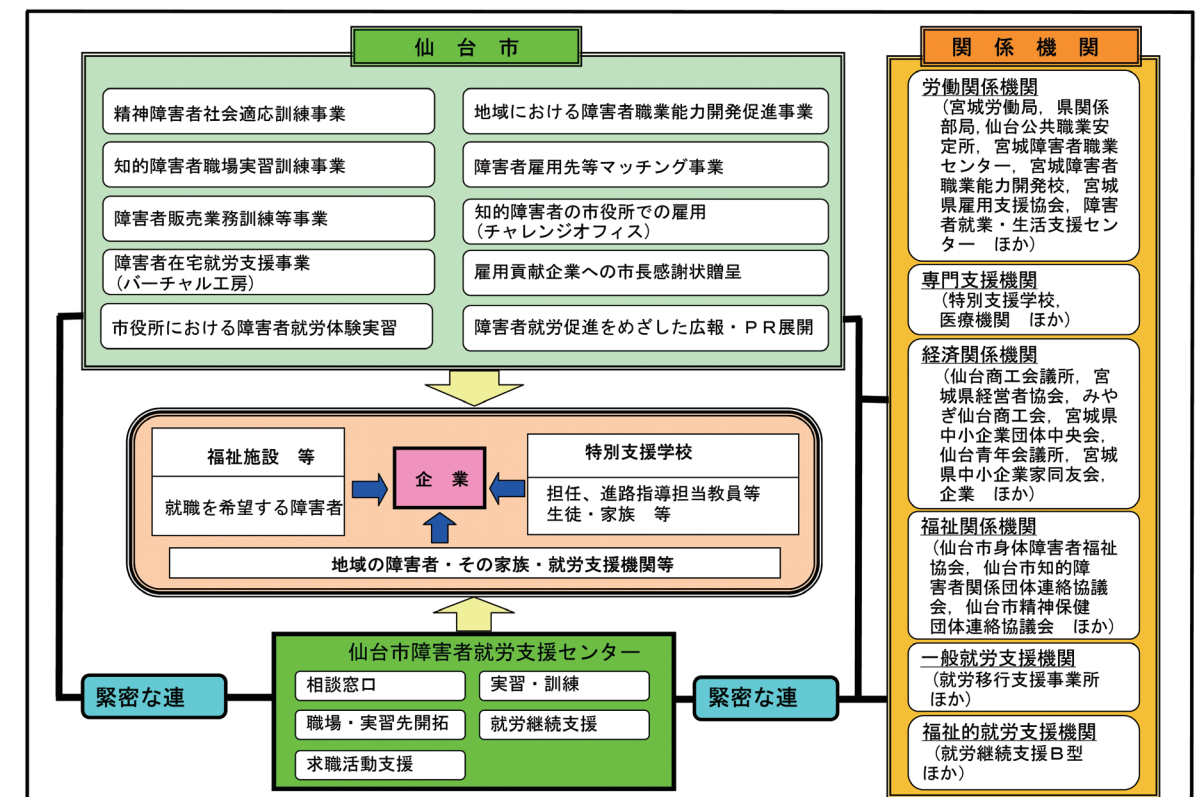 仙台市
精神障害者社会適応訓練事業
知的障害者職場実習訓練事業
障害者販売業務訓練等事業
障害者在宅就労支援事業
（バーチャル工房）
市役所における障害者就労体験実習
地域における障害者職業能力開発促進事業
障害者雇用先等マッチング事業
知的障害者の市役所での雇用
（チャレンジオフィス）
雇用貢献企業への市長感謝状贈呈
障害者就労促進をめざした広報・ＰＲ展開
福祉施設　等
就職を希望する障害者
企　業
特別支援学校
担任、進路指導担当教員等
生徒・家族　等
地域の障害者・その家族・就労支援機関等
仙台市障害者就労支援センター
相談窓口
実習・訓練
職場・実習先開拓
就労継続支援
求職活動支援
緊密な連
緊密な連
関係機関
労働関係機関
（宮城労働局，県関係
部局，仙台公共職業安
定所，宮城障害者職業
センター，宮城障害者
職業能力開発校，宮城
県雇用支援協会，障害
者就業・生活支援セン
ター　ほか）
専門支援機関
（特別支援学校，
医療機関　ほか）
経済関係機関
（仙台商工会議所，宮
城県経営者協会，みや
ぎ仙台商工会，宮城県
中小企業団体中央会，
仙台青年会議所，宮城
県中小企業家同友会，
企業　ほか）
福祉関係機関
（仙台市身体障害者福祉
協会，仙台市知的障
害者関係団体連絡協議
会，仙台市精神保健
団体連絡協議会　ほか）
一般就労支援機関
（就労移行支援事業所
ほか）
福祉的就労支援機関
（就労継続支援Ｂ型
ほか）